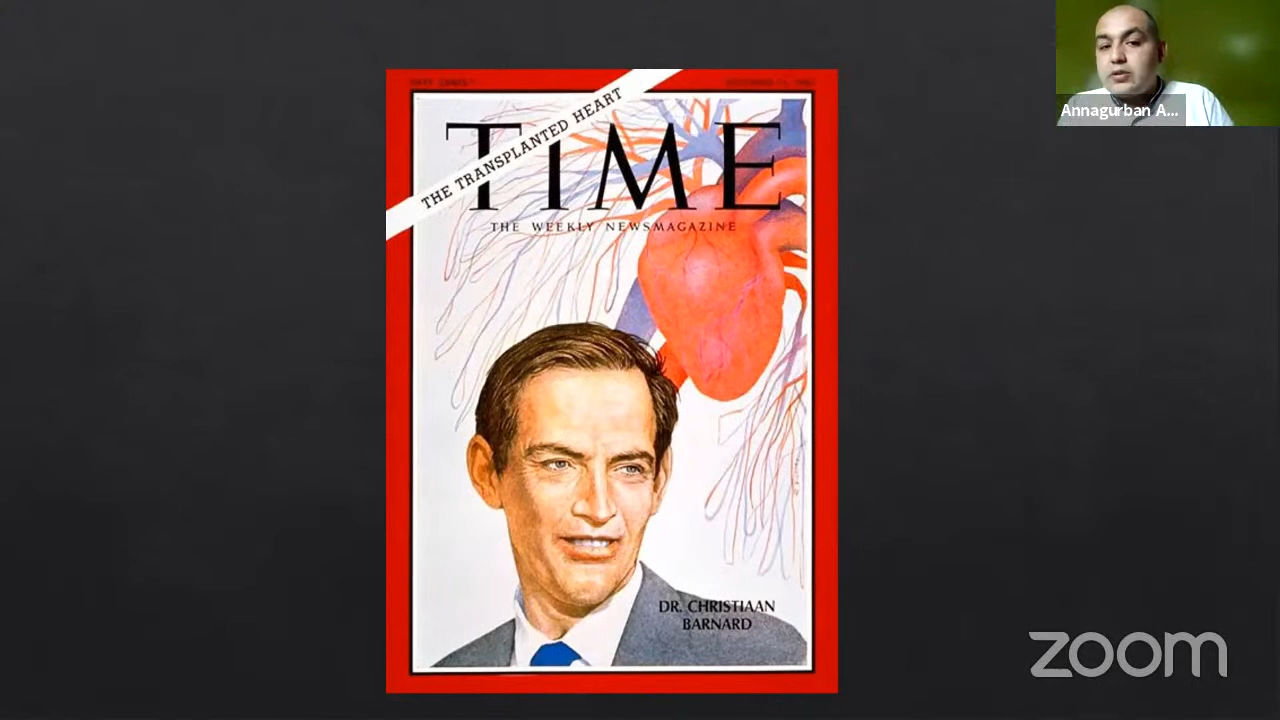 THE TRANSPLANTED HEART
TIME
THE WEEKLY NEWSMAGAZINE
DR. CHRISTIAAN
BARNARD
Annagurban A...
zoom